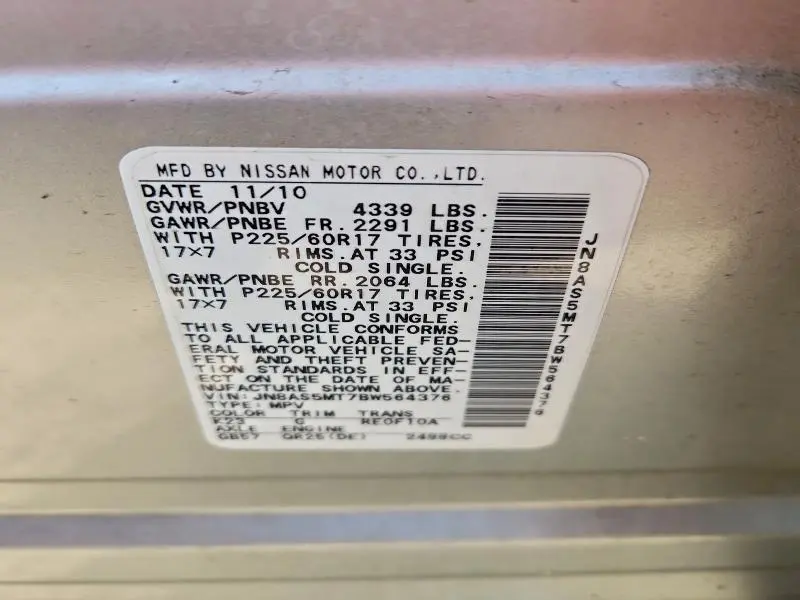 MFD BY NISSAN MOTOR CO.,LTD.
DATE 11/10
GVWR/PNBV 4339 LBS.
GAWR/PNBE FR. 2291 LBS.
WITH P225/60R17 TIRES,
17X7 RIMS.AT 33 PSI
COLD SINGLE.
GAWR/PNBE RR. 2064 LBS.
WITH P225/60R17 TIRES,
17X7 RIMS.AT 33 PSI
COLD SINGLE.
THIS VEHICLE CONFORMS
TO ALL APPLICABLE FED-
ERAL MOTOR VEHICLE SA-
FETY AND THEFT PREVEN-
TION STANDARDS IN EFF-
ECT ON THE DATE OF MA-
NUFACTURE SHOWN ABOVE.
VIN: JN8AS5MT7BW564376
TYPE: MPV
COLOR TRIM TRANS
K23 G RE0F10A
AXLE ENGINE
GB57 QR25(DE) 2488CC
JN8AS5MT7BW564376